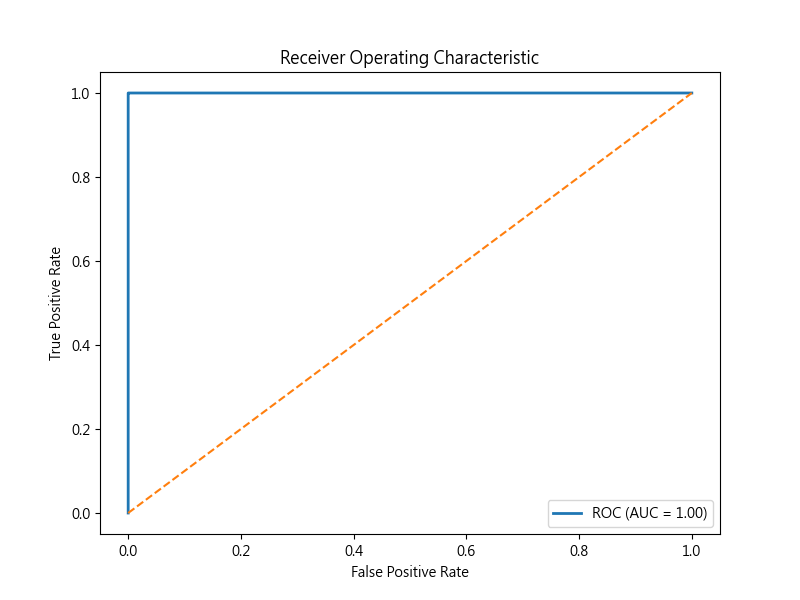 Receiver Operating Characteristic
1.0
0.8
0.6
0.4
0.2
0.0
True Positive Rate
ROC (AUC = 1.00)
0.0 0.2 0.4 0.6 0.8 1.0
False Positive Rate